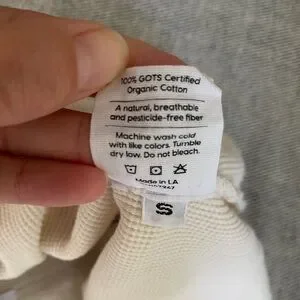 100% GOTS Certified
Organic Cotton
A natural, breathable
and pesticide-free fiber
Machine wash cold
with like colors. Tumble
dry low. Do not bleach.
Made in LA
S